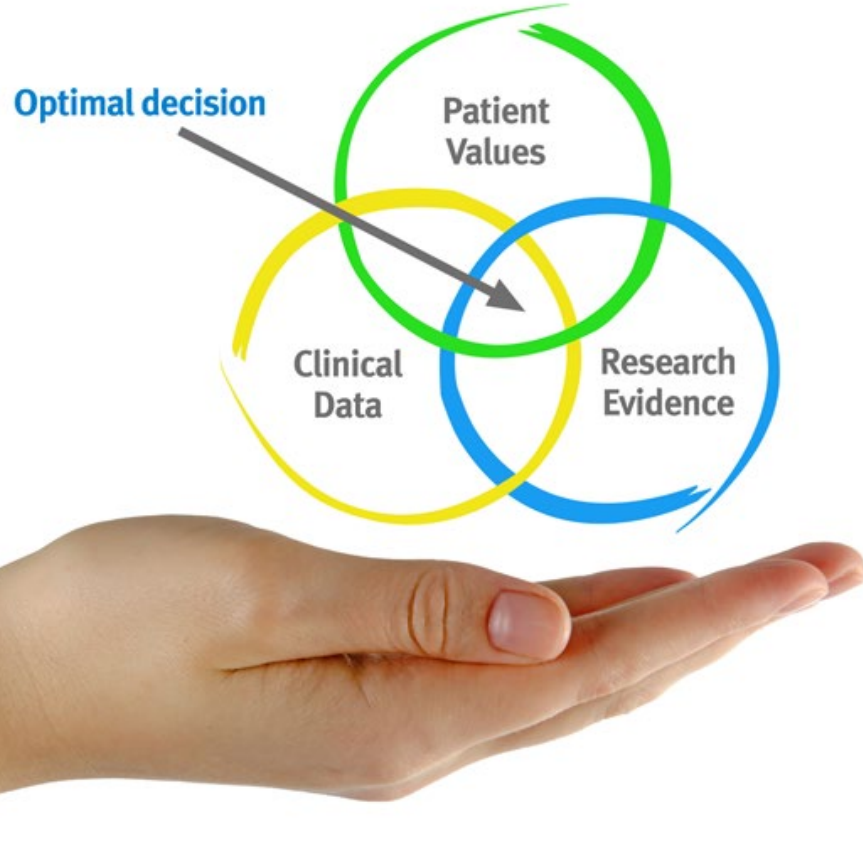 Optimal decision
Patient
Values
Clinical
Data
Research
Evidence